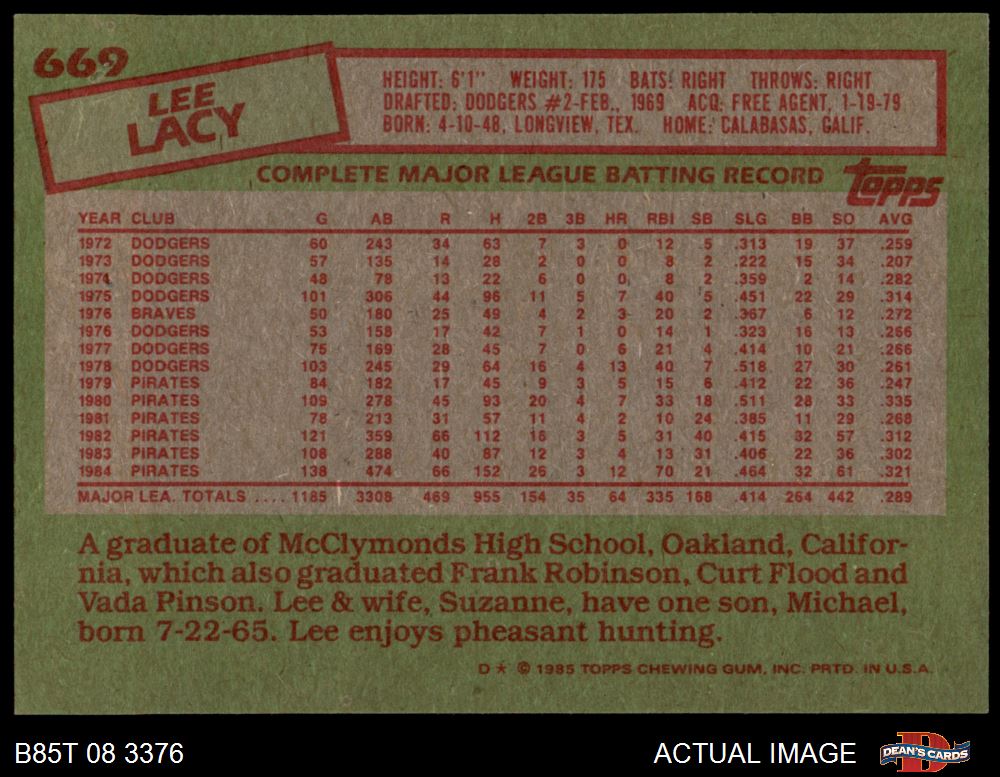 669
LEE
LACY
HEIGHT: 6'1" WEIGHT: 175 BATS: RIGHT THROWS: RIGHT
DRAFTED: DODGERS #2-FEB., 1969 ACQ: FREE AGENT, 1-19-79
BORN: 4-10-48, LONGVIEW, TEX. HOME: CALABASAS, CALIF.
COMPLETE MAJOR LEAGUE BATTING RECORD topps
YEAR CLUB G AB R H 2B 3B HR RBI SB SLG BB SO AVG
1972 DODGERS 60 243 34 63 7 3 0 12 5 .313 19 37 .259
1973 DODGERS 57 135 14 28 2 0 0 8 2 .222 15 34 .207
1974 DODGERS 48 78 13 22 6 0 0 8 2 .359 2 14 .282
1975 DODGERS 101 306 44 96 11 5 7 40 5 .451 22 29 .314
1976 BRAVES 50 180 25 49 4 2 3 20 2 .367 6 12 .272
1976 DODGERS 53 158 17 42 7 1 0 14 1 .323 16 13 .266
1977 DODGERS 75 169 28 45 7 0 6 21 4 .414 10 21 .266
1978 DODGERS 103 245 29 64 16 4 13 40 7 .518 27 30 .261
1979 PIRATES 84 182 17 45 9 3 5 15 6 .412 22 36 .247
1980 PIRATES 109 278 45 93 20 4 7 33 18 .511 28 33 .335
1981 PIRATES 78 213 31 57 11 4 2 10 24 .385 11 29 .268
1982 PIRATES 121 359 66 112 16 3 5 31 40 .415 32 57 .312
1983 PIRATES 108 288 40 87 12 3 4 13 31 .406 22 36 .302
1984 PIRATES 138 474 66 152 26 3 12 70 21 .464 32 61 .321
MAJOR LEA. TOTALS .... 1185 3308 469 955 154 35 64 335 168 .414 264 442 .289
A graduate of McClymonds High School, Oakland, Califor-
nia, which also graduated Frank Robinson, Curt Flood and
Vada Pinson. Lee & wife, Suzanne, have one son, Michael,
born 7-22-65. Lee enjoys pheasant hunting.
D * © 1985 TOPPS CHEWING GUM, INC. PRTD. IN U.S.A.
B85T 08 3376 ACTUAL IMAGE D DEAN'S CARDS